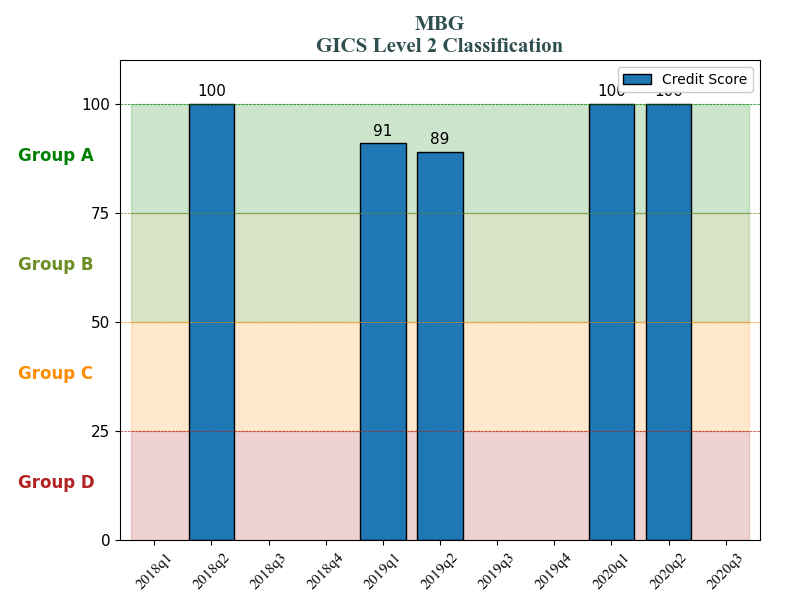 MBG
GICS Level 2 Classification
Credit Score
100
91
89
100
100
100
75
50
25
0
Group A
Group B
Group C
Group D
2018q1
2018q2
2018q3
2018q4
2019q1
2019q2
2019q3
2019q4
2020q1
2020q2
2020q3